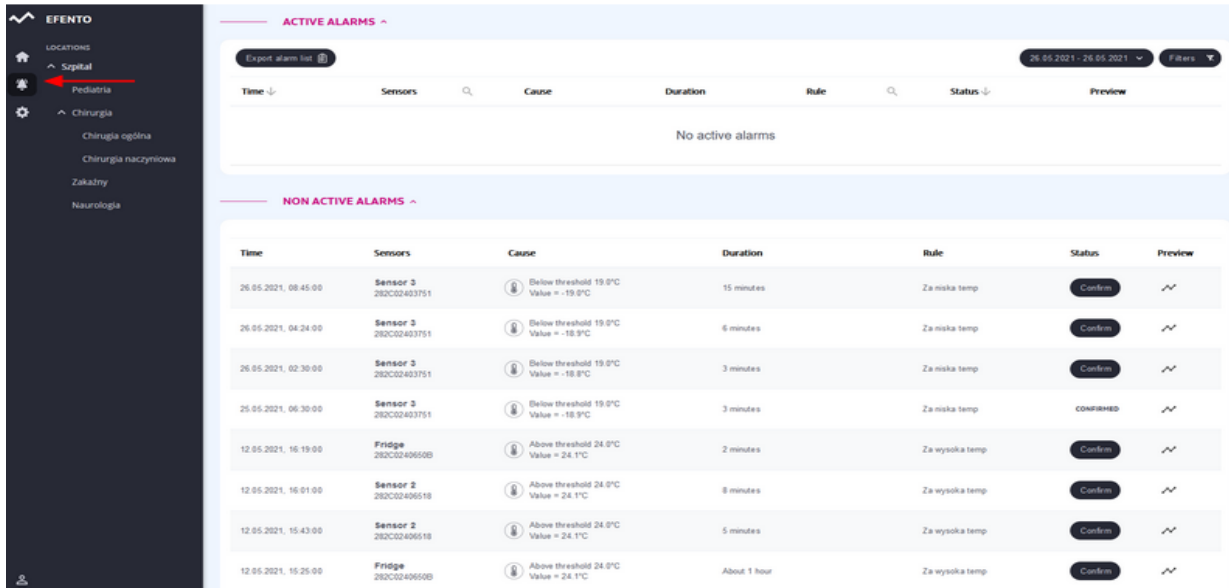 EFENTO
LOCATIONS
Szpital
Pediatria
Chirurgia
Chirugia ogólna
Chirurgia naczyniowa
Zakaźny
Naurologia
ACTIVE ALARMS
Export alarm list
26.05.2021 - 26.05.2021
Filters
Time Sensors Cause Duration Rule Status Preview
No active alarms
NON ACTIVE ALARMS
Time Sensors Cause Duration Rule Status Preview
26.05.2021, 08:45:00 Sensor 3 282C02403751 Below threshold 19.0°C Value = -19.0°C 15 minutes Za niska temp Confirm
26.05.2021, 04:24:00 Sensor 3 282C02403751 Below threshold 19.0°C Value = -18.9°C 6 minutes Za niska temp Confirm
26.05.2021, 02:30:00 Sensor 3 282C02403751 Below threshold 19.0°C Value = -18.8°C 3 minutes Za niska temp Confirm
25.05.2021, 06:30:00 Sensor 3 282C02403751 Below threshold 19.0°C Value = -18.9°C 3 minutes Za niska temp CONFIRMED
12.05.2021, 16:19:00 Fridge 282C0240650B Above threshold 24.0°C Value = 24.1°C 2 minutes Za wysoka temp Confirm
12.05.2021, 16:01:00 Sensor 2 282C02406518 Above threshold 24.0°C Value = 24.1°C 8 minutes Za wysoka temp Confirm
12.05.2021, 15:43:00 Sensor 2 282C02406518 Above threshold 24.0°C Value = 24.1°C 5 minutes Za wysoka temp Confirm
12.05.2021, 15:25:00 Fridge 282C0240650B Above threshold 24.0°C Value = 24.1°C About 1 hour Za wysoka temp Confirm